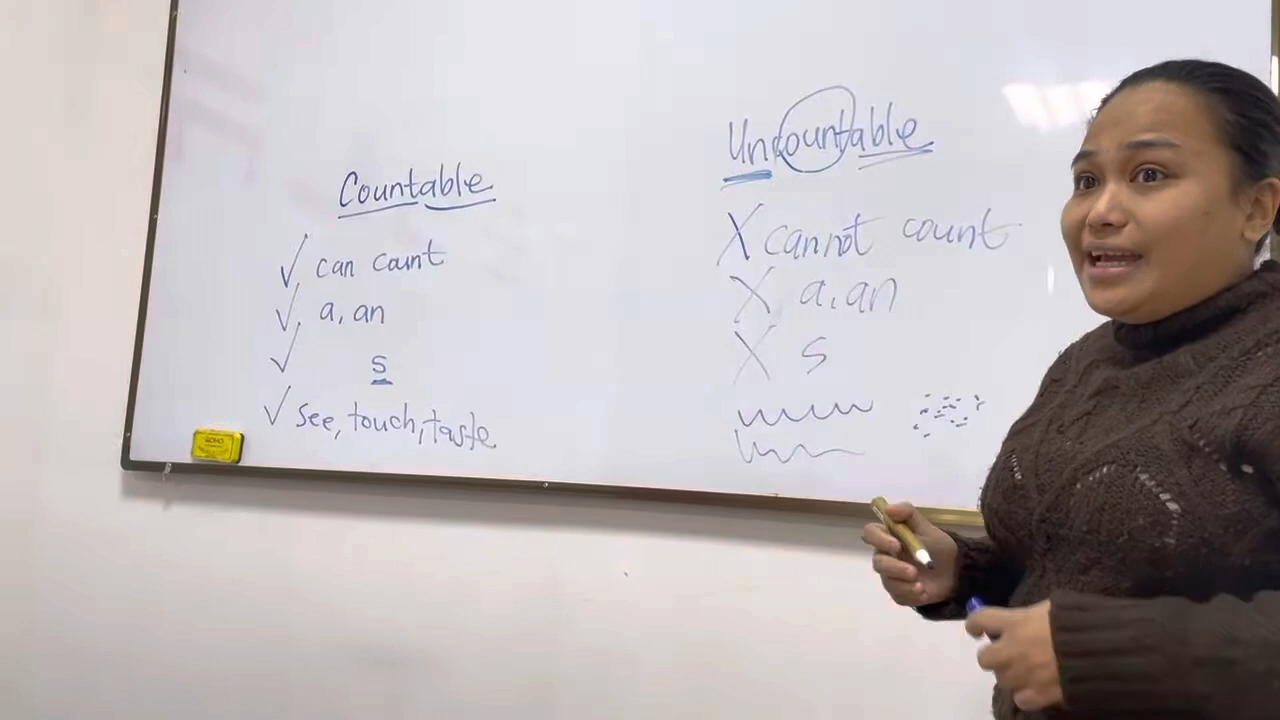 Countable
✓ can count
✓ a, an
✓ s
✓ see, touch, taste
Uncountable
X cannot count
X a, an
X s